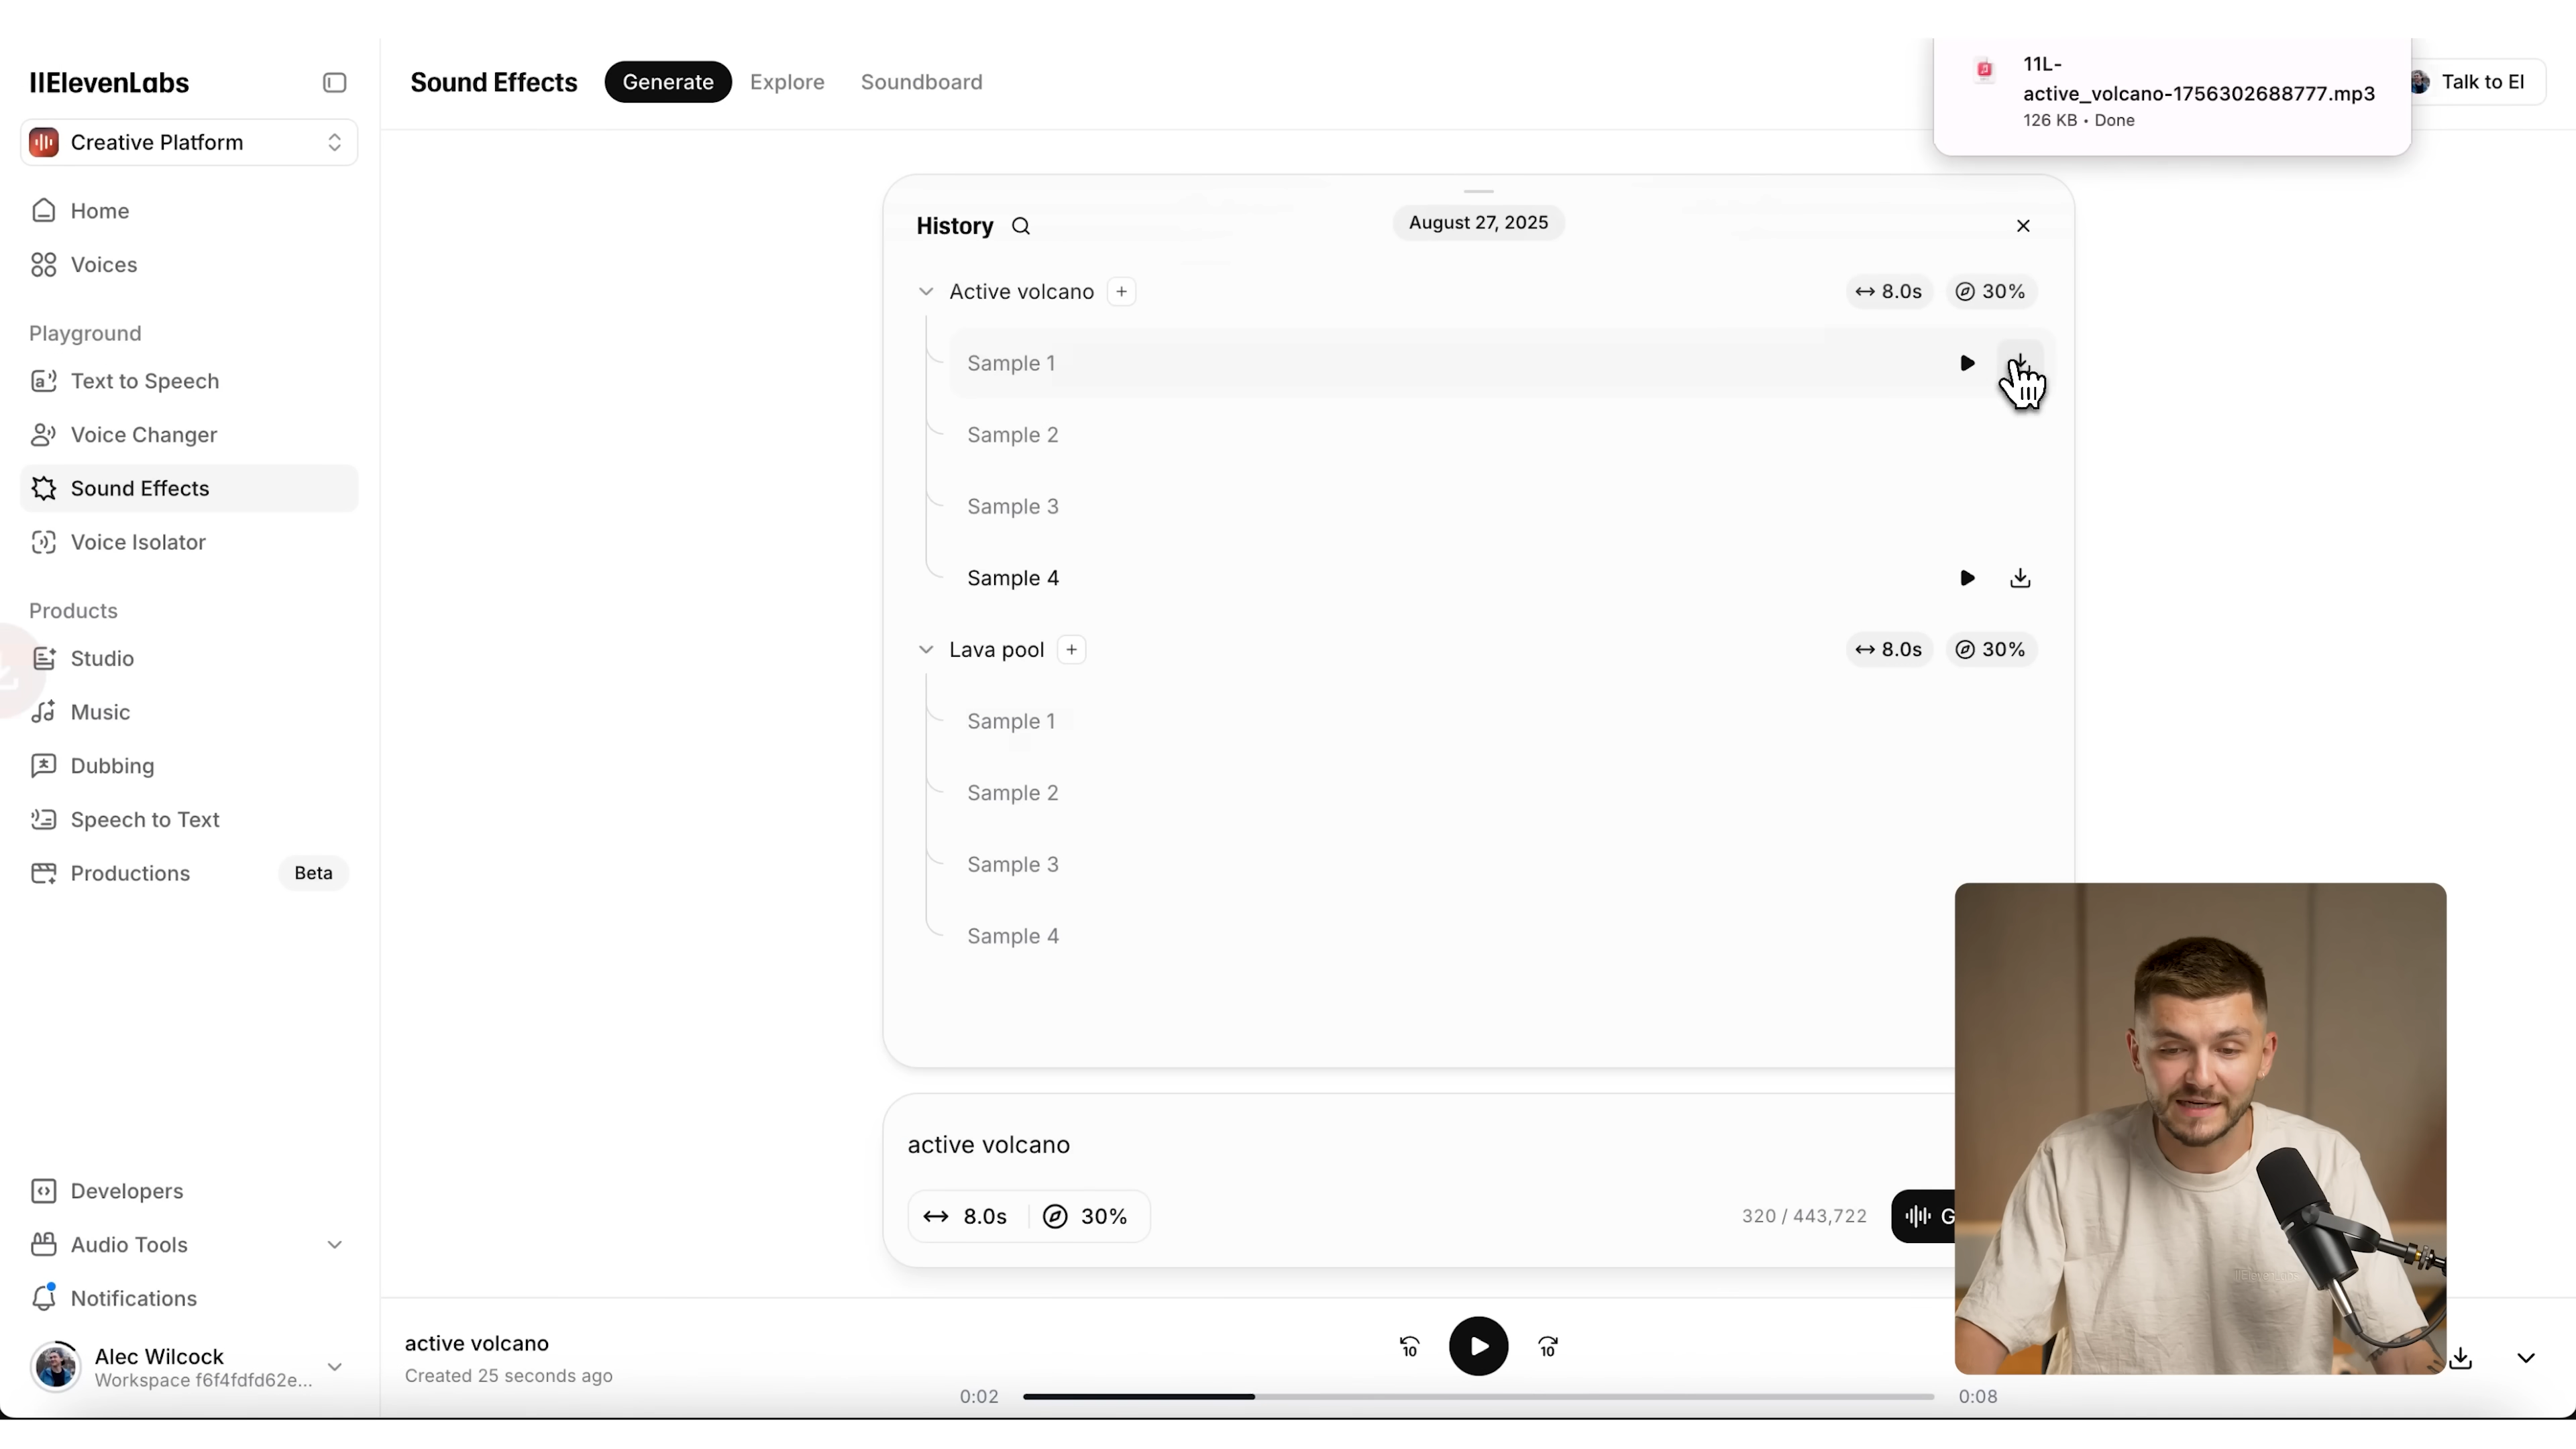 IIElevenLabs
Creative Platform
Home
Voices
Playground
Text to Speech
Voice Changer
Sound Effects
Voice Isolator
Products
Studio
Music
Dubbing
Speech to Text
Productions
Beta
Developers
Audio Tools
Notifications
Alec Wilcock
Workspace f6f4fdfd62e...
Sound Effects
Generate
Explore
Soundboard
11L-
active_volcano-1756302688777.mp3
126 KB • Done
Talk to El
History
August 27, 2025
Active volcano
8.0s
30%
Sample 1
Sample 2
Sample 3
Sample 4
Lava pool
8.0s
30%
Sample 1
Sample 2
Sample 3
Sample 4
active volcano
8.0s
30%
320 / 443,722
G
active volcano
Created 25 seconds ago
10
10
0:02
0:08